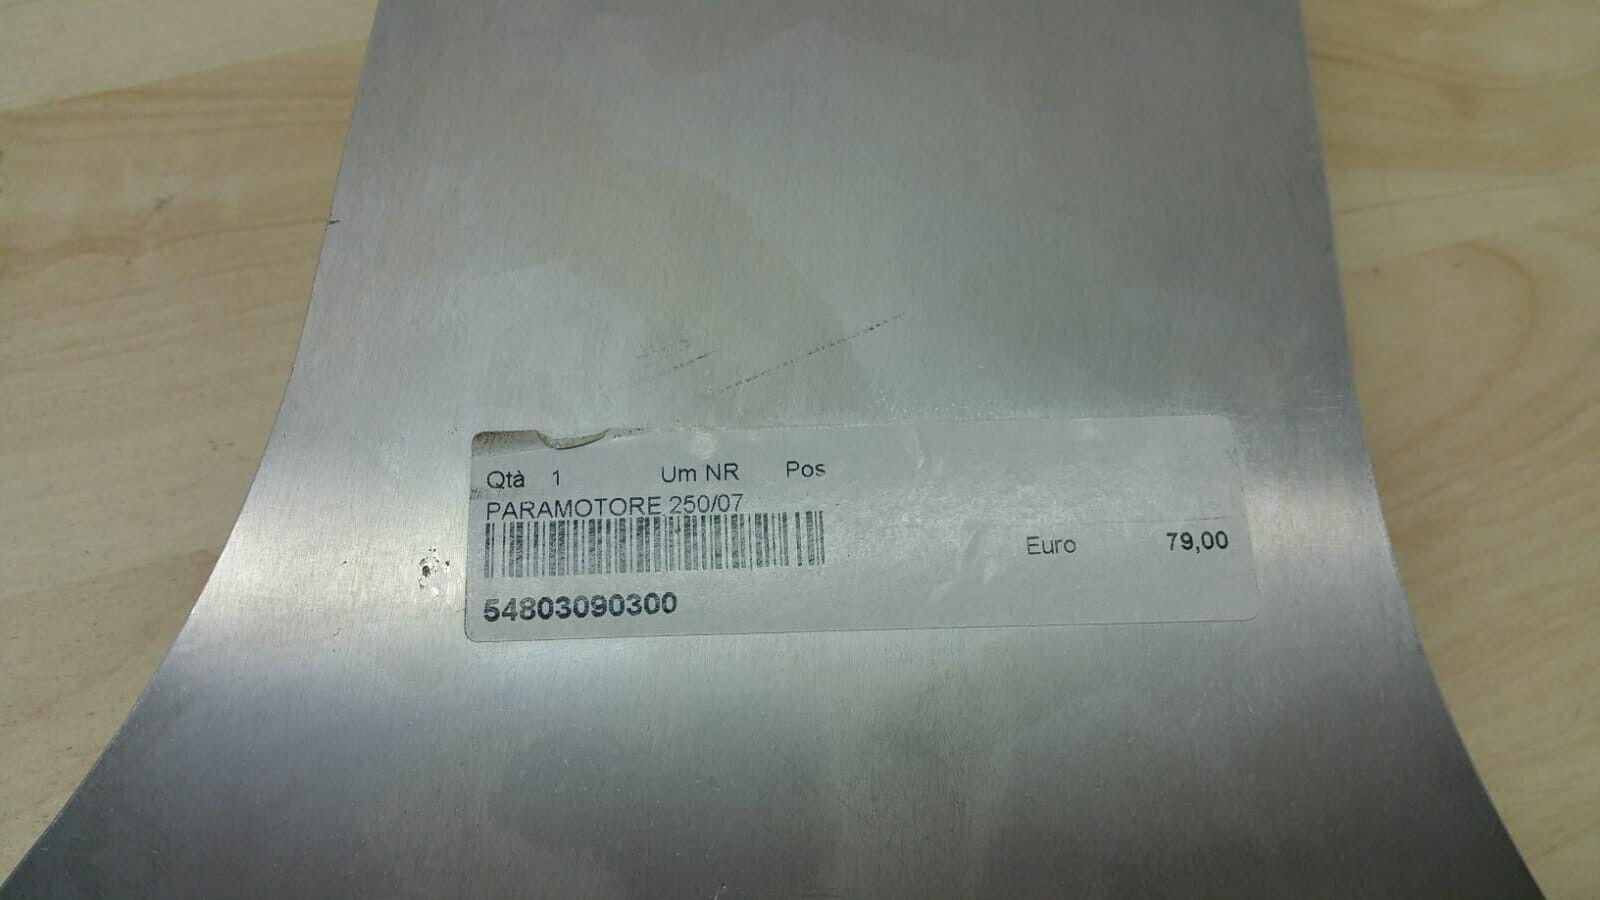 Qtà 1 Um NR Pos
PARAMOTORE 250/07
Euro 79,00
54803090300